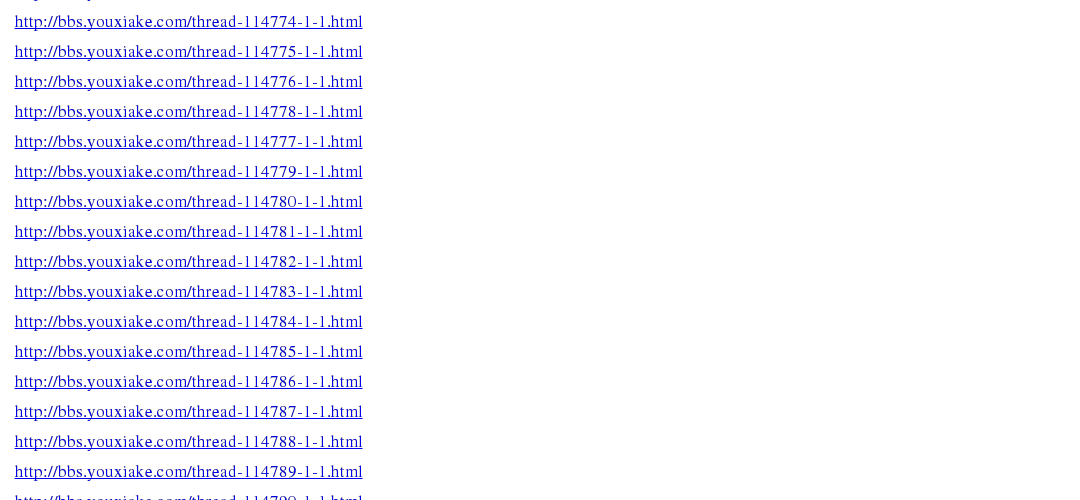 http://bbs.youxiake.com/thread-114774-1-1.html
http://bbs.youxiake.com/thread-114775-1-1.html
http://bbs.youxiake.com/thread-114776-1-1.html
http://bbs.youxiake.com/thread-114778-1-1.html
http://bbs.youxiake.com/thread-114777-1-1.html
http://bbs.youxiake.com/thread-114779-1-1.html
http://bbs.youxiake.com/thread-114780-1-1.html
http://bbs.youxiake.com/thread-114781-1-1.html
http://bbs.youxiake.com/thread-114782-1-1.html
http://bbs.youxiake.com/thread-114783-1-1.html
http://bbs.youxiake.com/thread-114784-1-1.html
http://bbs.youxiake.com/thread-114785-1-1.html
http://bbs.youxiake.com/thread-114786-1-1.html
http://bbs.youxiake.com/thread-114787-1-1.html
http://bbs.youxiake.com/thread-114788-1-1.html
http://bbs.youxiake.com/thread-114789-1-1.html